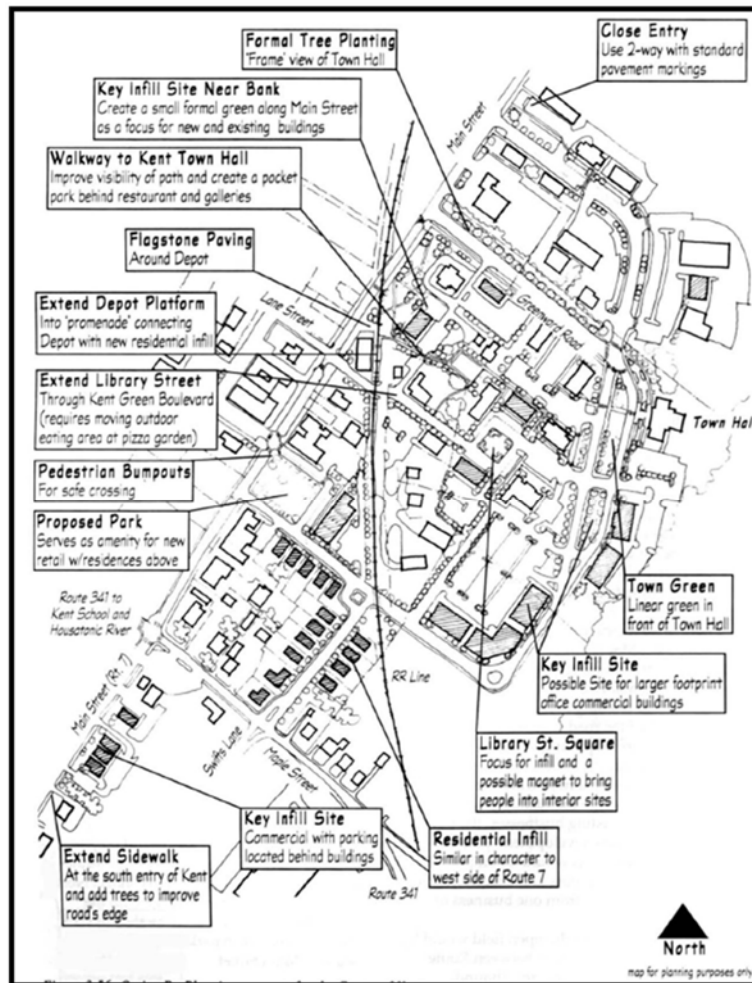 Formal Tree Planting
'Frame' view of Town Hall
Close Entry
Use 2-way with standard
pavement markings
Key Infill Site Near Bank
Create a small formal green along Main Street
as a focus for new and existing buildings
Main Street
Walkway to Kent Town Hall
Improve visibility of path and create a pocket
park behind restaurant and galleries
Flagstone Paving
Around Depot
Lane Street
Greenward Road
Extend Depot Platform
Into 'promenade' connecting
Depot with new residential infill
Extend Library Street
Through Kent Green Boulevard
(requires moving outdoor
eating area at pizza garden)
Town Hall
Pedestrian Bumpouts
For safe crossing
Proposed Park
Serves as amenity for new
retail w/residences above
Town Green
Linear green in
front of Town Hall
Route 341 to
Kent School and
Housatonic River
Key Infill Site
Possible Site for larger footprint
office commercial buildings
RR Line
Main Street (Rt. 7)
Swifts Lane
Maple Street
Library St. Square
Focus for infill and a
possible magnet to bring
people into interior sites
Key Infill Site
Commercial with parking
located behind buildings
Residential Infill
Similar in character to
west side of Route 7
Extend Sidewalk
At the south entry of Kent
and add trees to improve
road's edge
Route 341
North
map for planning purposes only